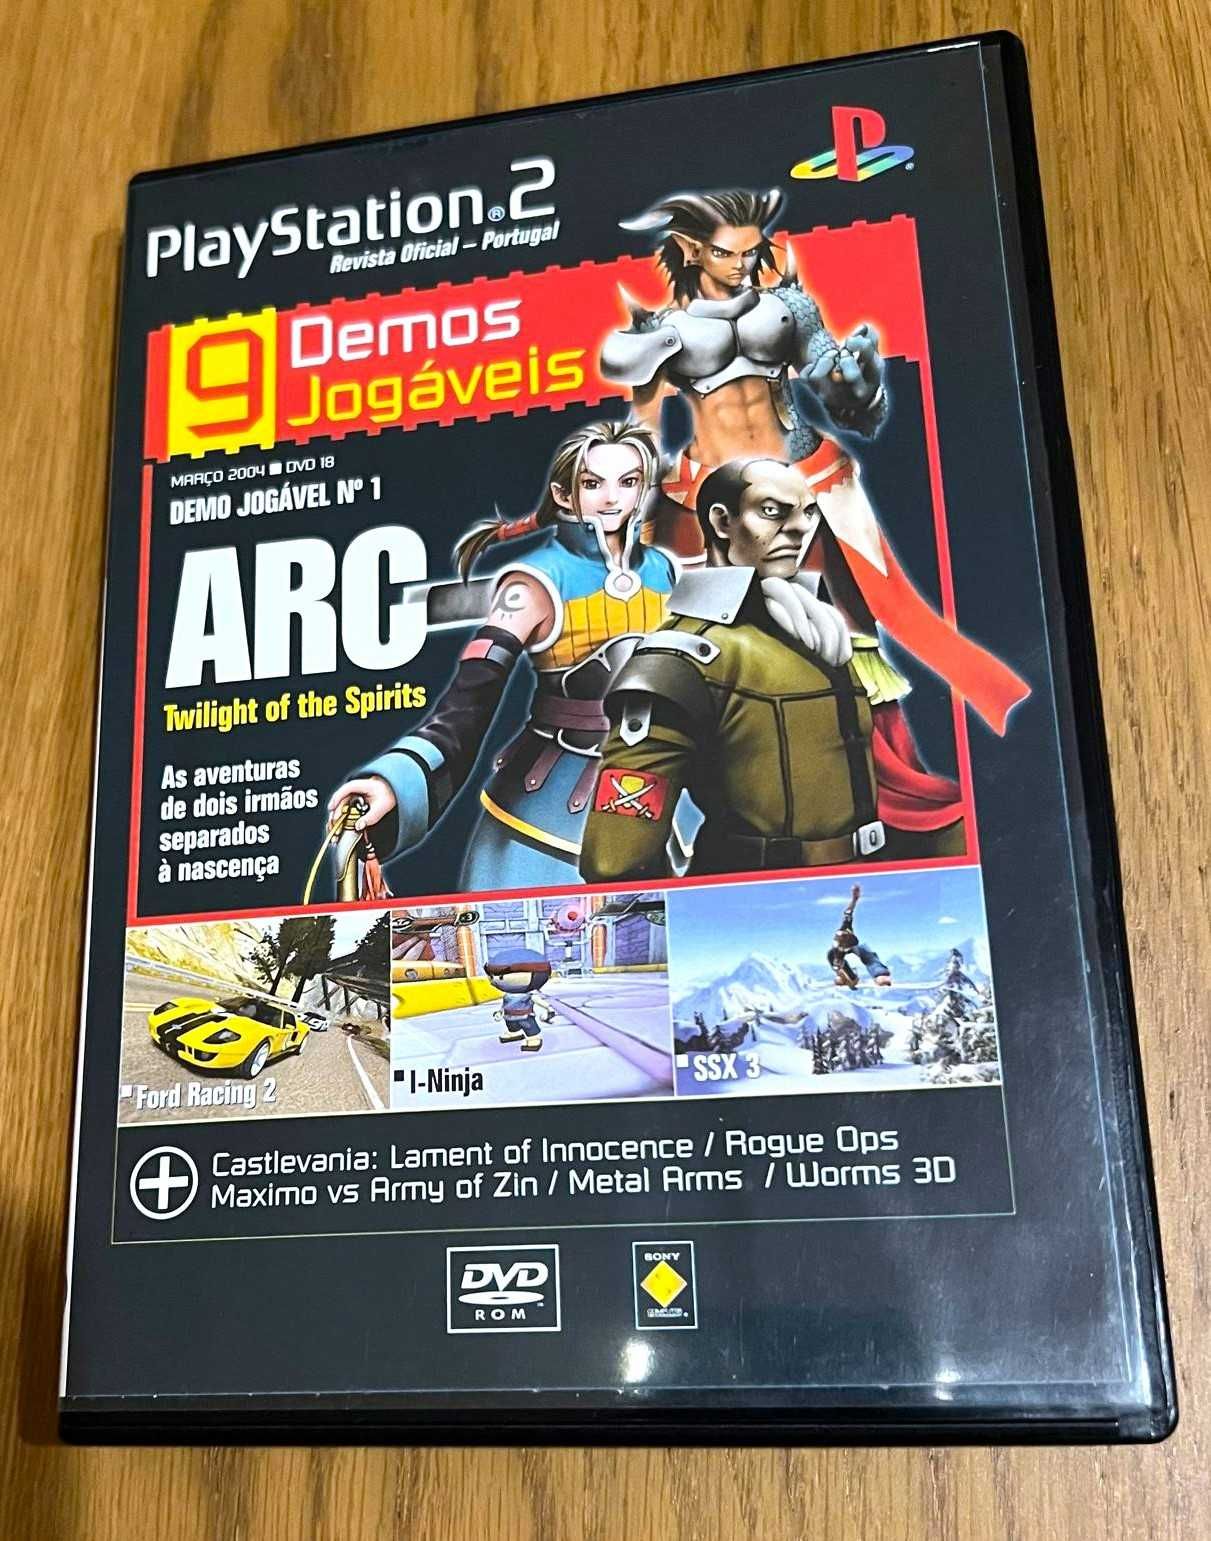 PlayStation®2
Revista Oficial – Portugal
9 Demos
Jogáveis
MARÇO 2004 ■ DVD 18
DEMO JOGÁVEL Nº 1
ARC
Twilight of the Spirits
As aventuras
de dois irmãos
separados
à nascença
Ford Racing 2
I-Ninja
SSX 3
Castlevania: Lament of Innocence / Rogue Ops
Maximo vs Army of Zin / Metal Arms / Worms 3D
DVD
ROM
SONY
COMPUTER
ENTERTAINMENT®